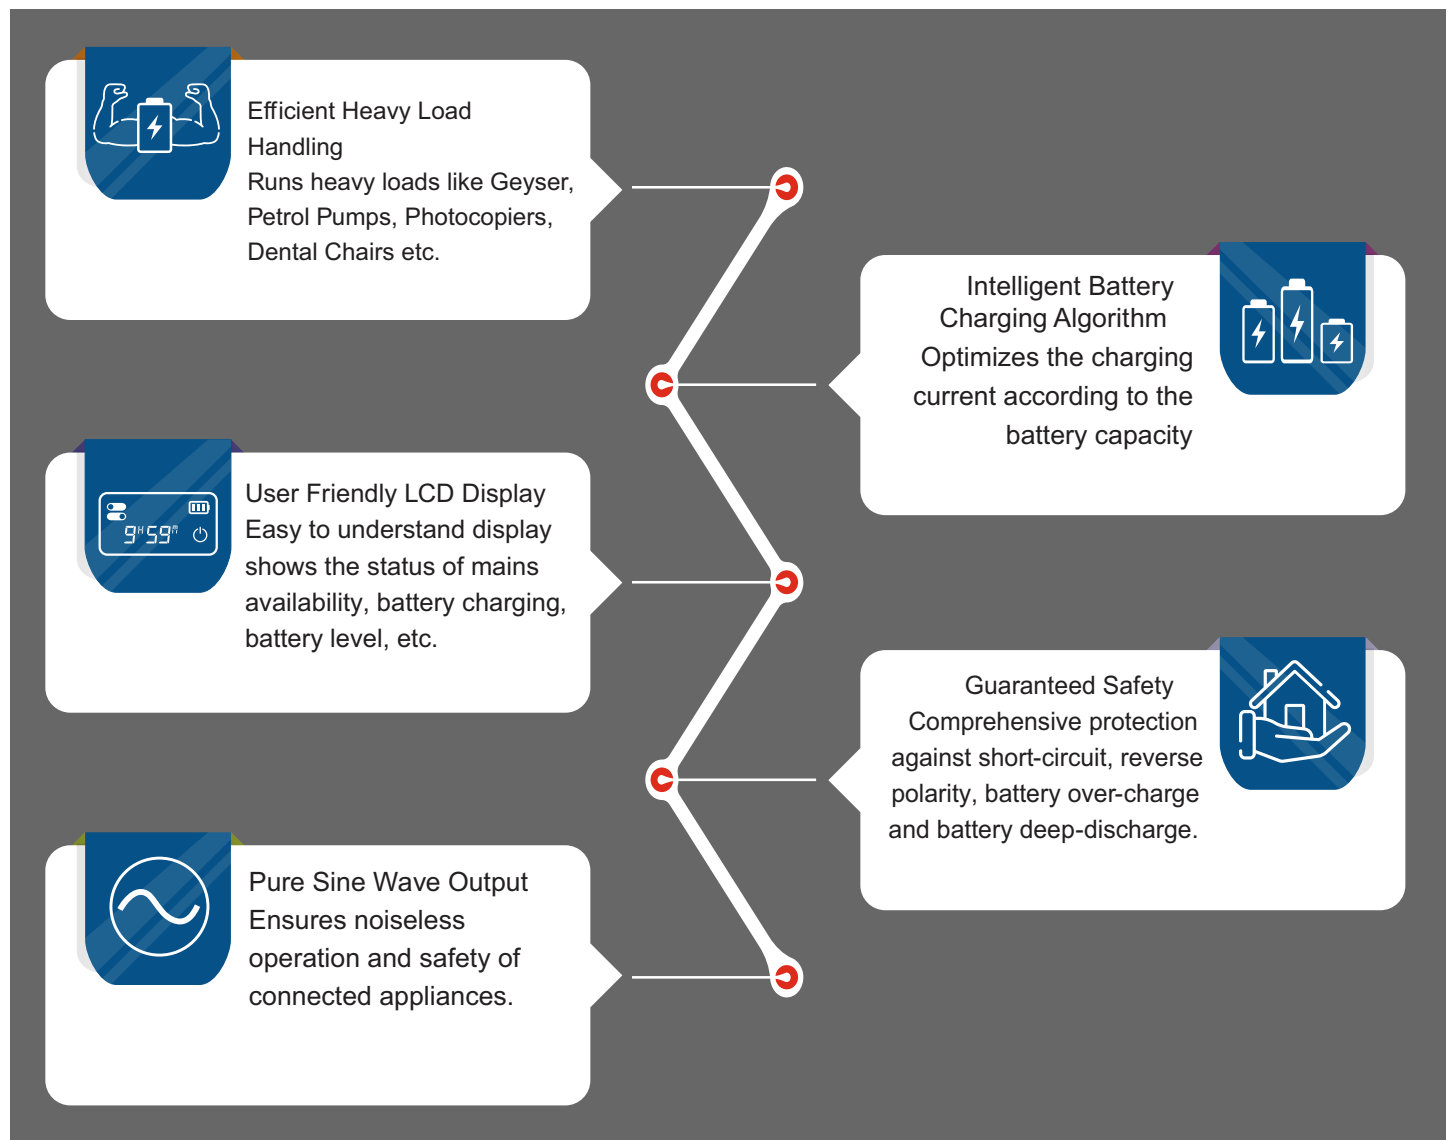 Efficient Heavy Load
Handling
Runs heavy loads like Geyser,
Petrol Pumps, Photocopiers,
Dental Chairs etc.
Intelligent Battery
Charging Algorithm
Optimizes the charging
current according to the
battery capacity
User Friendly LCD Display
Easy to understand display
shows the status of mains
availability, battery charging,
battery level, etc.
9H59m
Guaranteed Safety
Comprehensive protection
against short-circuit, reverse
polarity, battery over-charge
and battery deep-discharge.
Pure Sine Wave Output
Ensures noiseless
operation and safety of
connected appliances.